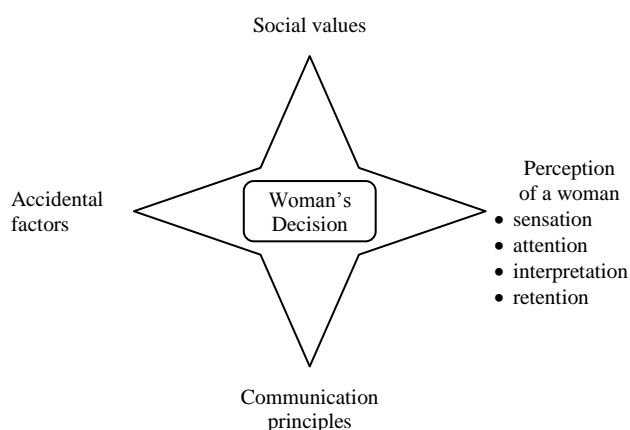 Social values
Accidental
factors
Woman’s
Decision
Perception
of a woman
• sensation
• attention
• interpretation
• retention
Communication
principles